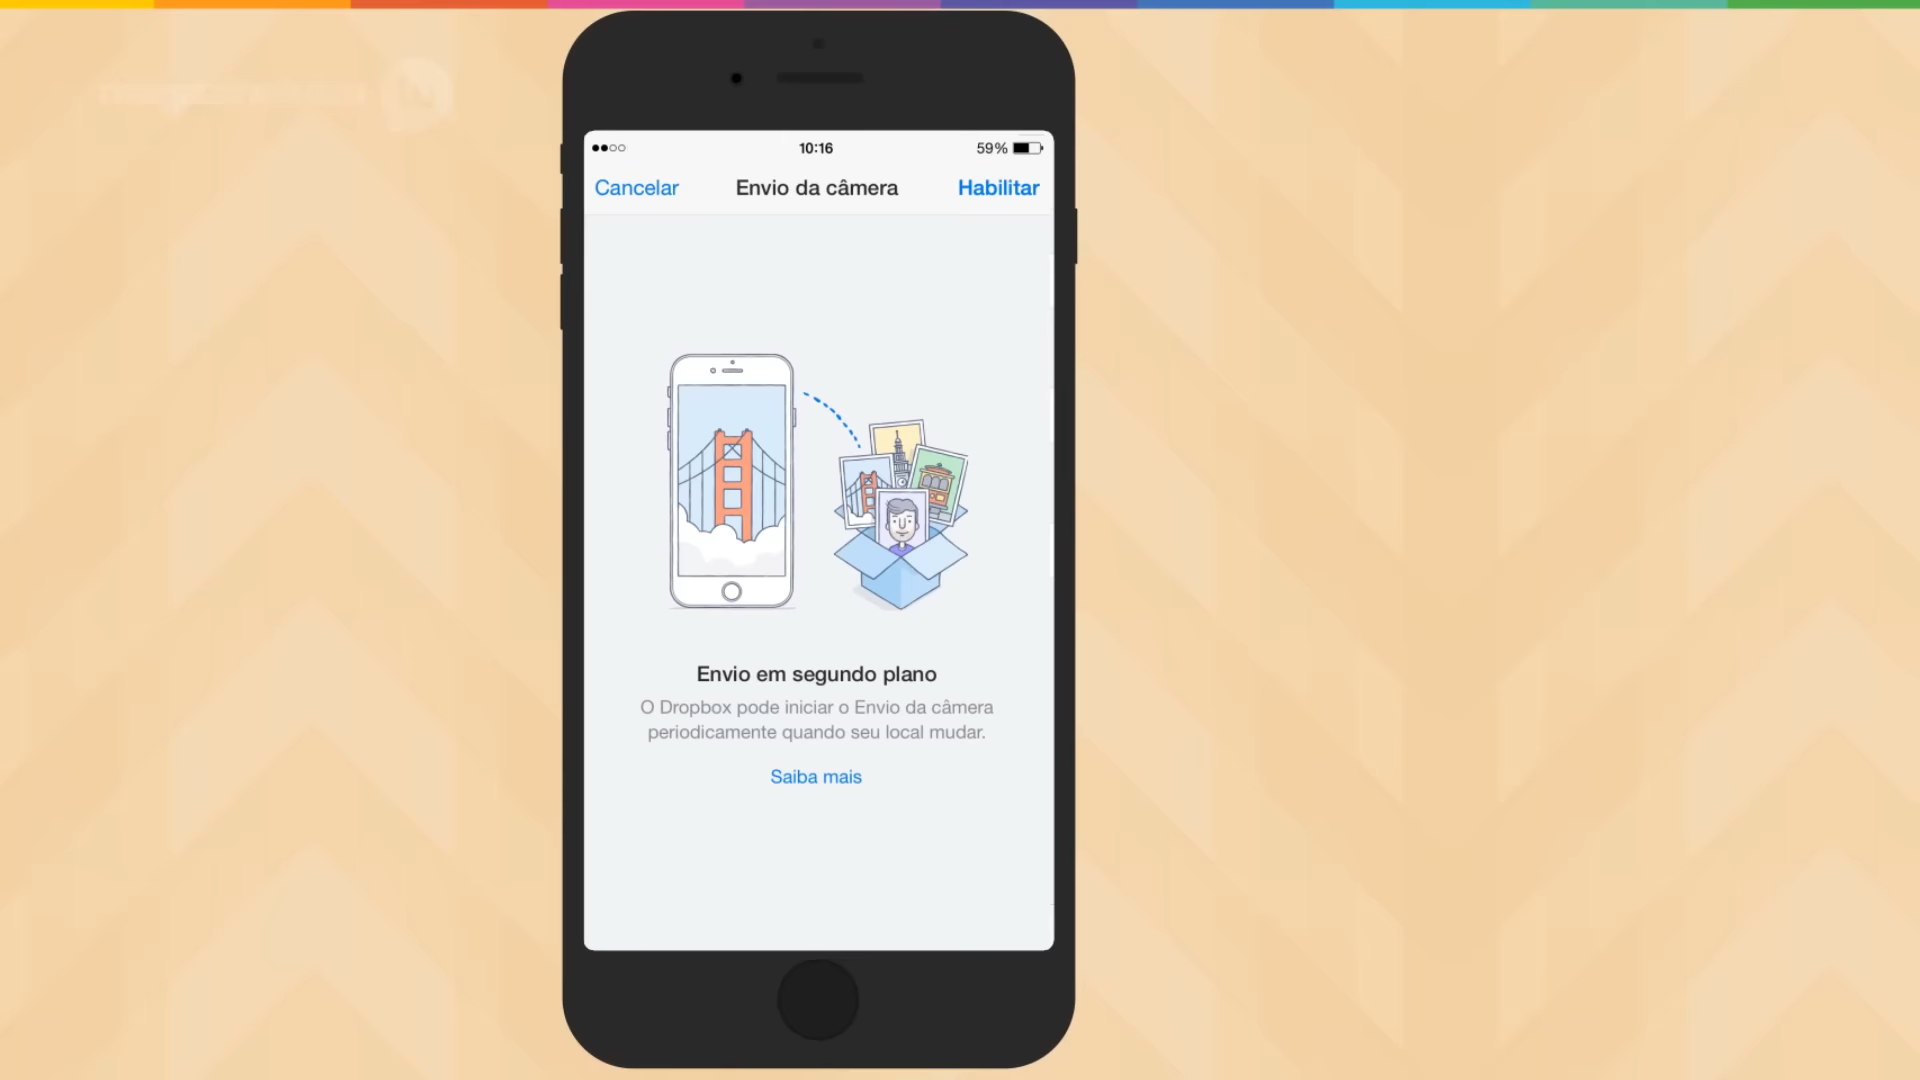 10:16
59%
Cancelar
Envio da câmera
Habilitar
Envio em segundo plano
O Dropbox pode iniciar o Envio da câmera
periodicamente quando seu local mudar.
Saiba mais